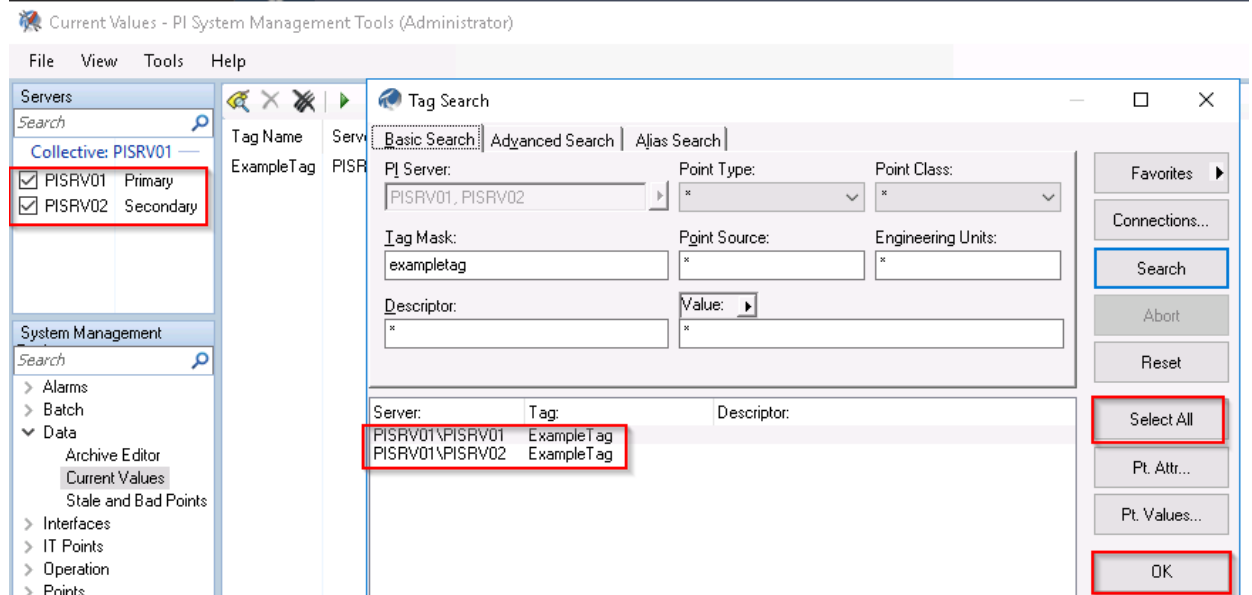 Current Values - PI System Management Tools (Administrator)
File View Tools Help
Servers
Search
Collective: PISRV01
PISRV01 Primary
PISRV02 Secondary
System Management
Search
Alarms
Batch
Data
Archive Editor
Current Values
Stale and Bad Points
Interfaces
IT Points
Operation
Points
Tag Name
ExampleTag
Tag Search
Basic Search Advanced Search Alias Search
PI Server: Point Type: Point Class:
PISRV01, PISRV02 * *
Tag Mask: Point Source: Engineering Units:
exampletag * *
Descriptor: Value:
* *
Server: Tag: Descriptor:
PISRV01\PISRV01 ExampleTag
PISRV01\PISRV02 ExampleTag
Favorites
Connections...
Search
Abort
Reset
Select All
Pt. Attr...
Pt. Values...
OK